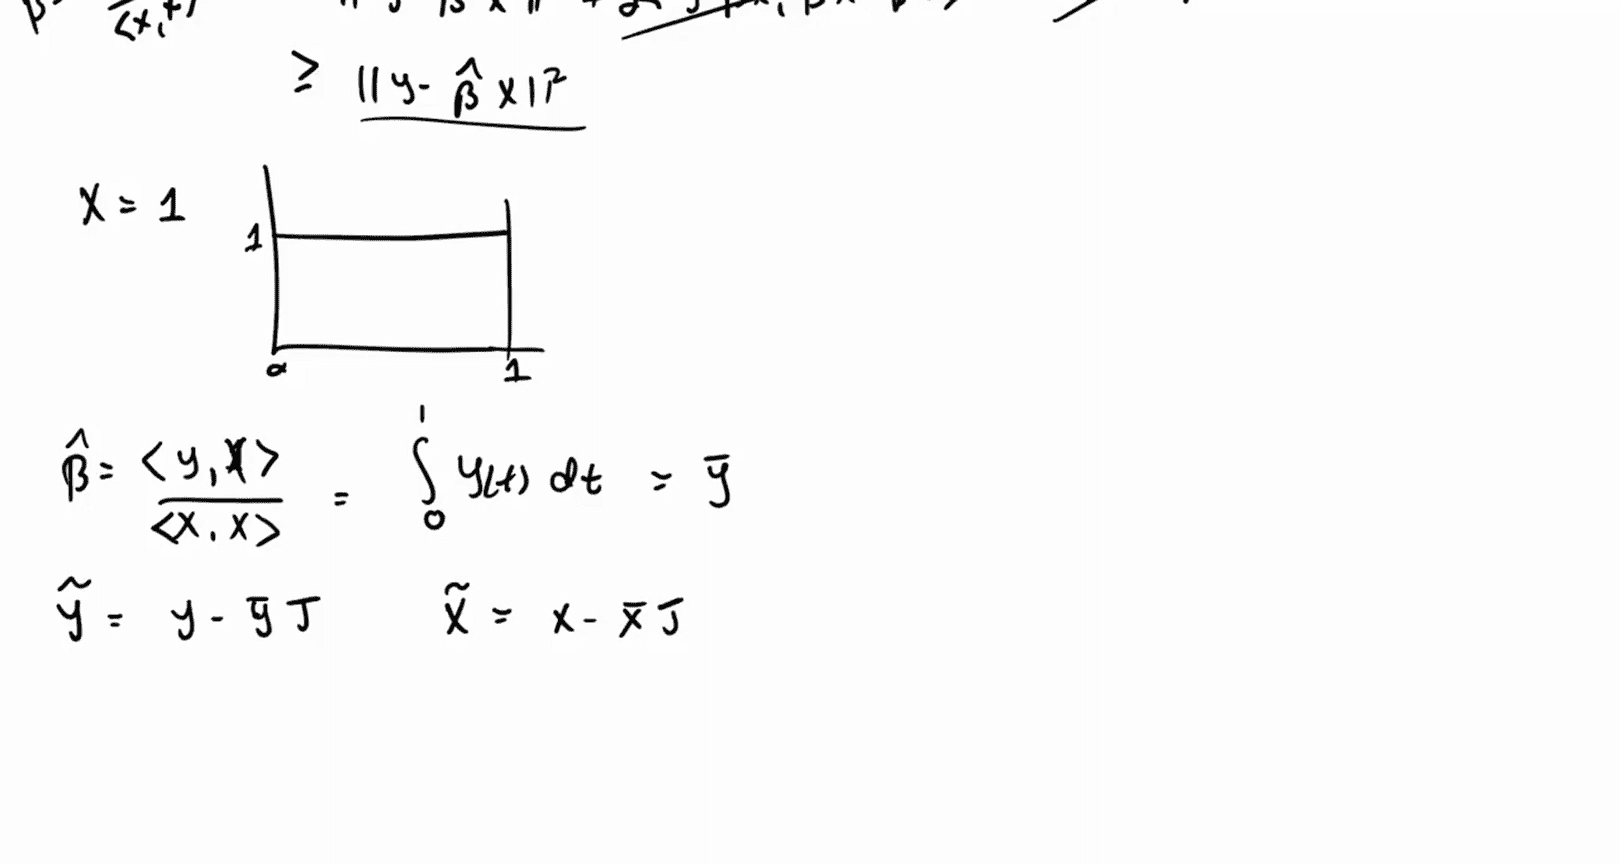 ≥ ||y - β̂ x||²
x = 1
1
0 1
β̂ = <y, x> / <x, x> = ∫₀¹ y(t) dt = ȳ
ỹ = y - ȳ J x̃ = x - x̄ J